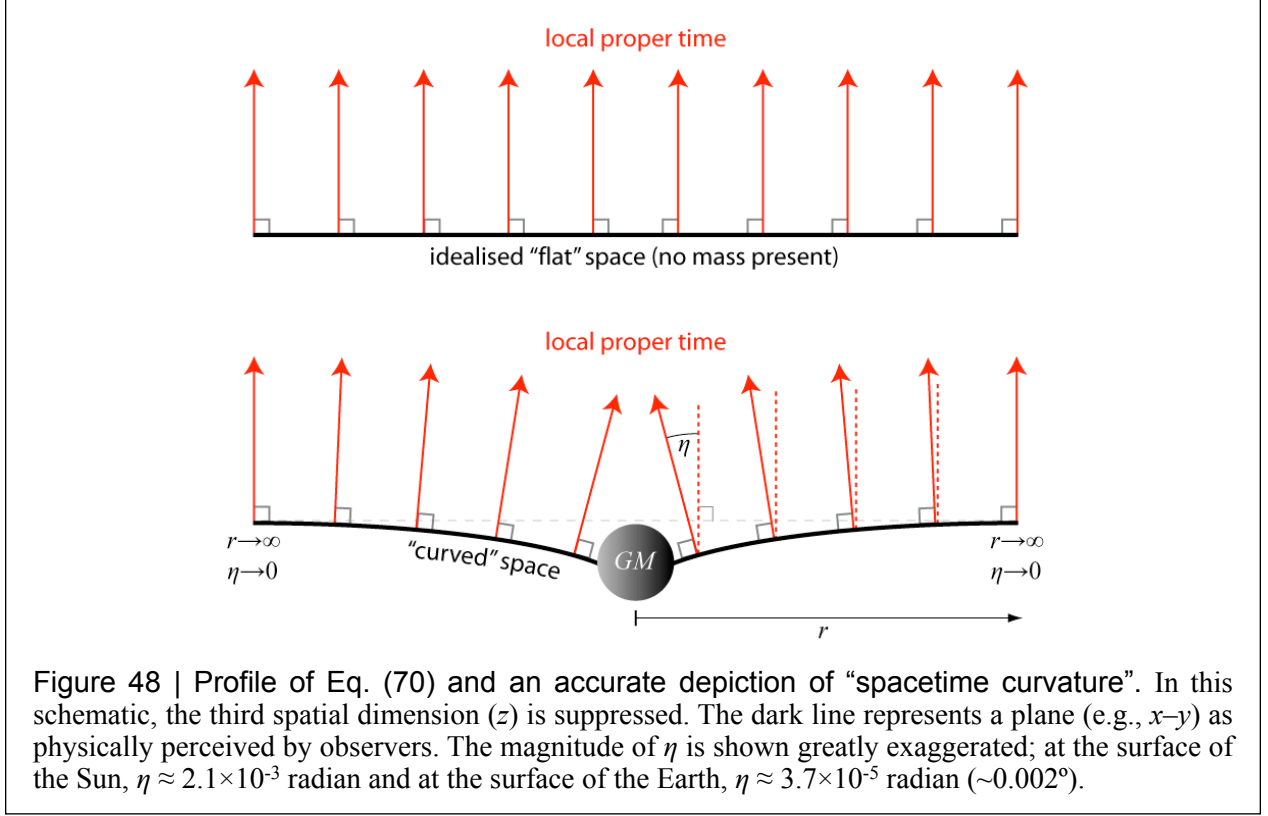 local proper time
idealised “flat” space (no mass present)
local proper time
η
“curved” space
GM
r→∞
η→0
r→∞
η→0
r
Figure 48 | Profile of Eq. (70) and an accurate depiction of “spacetime curvature”. In this
schematic, the third spatial dimension (z) is suppressed. The dark line represents a plane (e.g., x–y) as
physically perceived by observers. The magnitude of η is shown greatly exaggerated; at the surface of
the Sun, η ≈ 2.1×10⁻³ radian and at the surface of the Earth, η ≈ 3.7×10⁻⁵ radian (~0.002º).